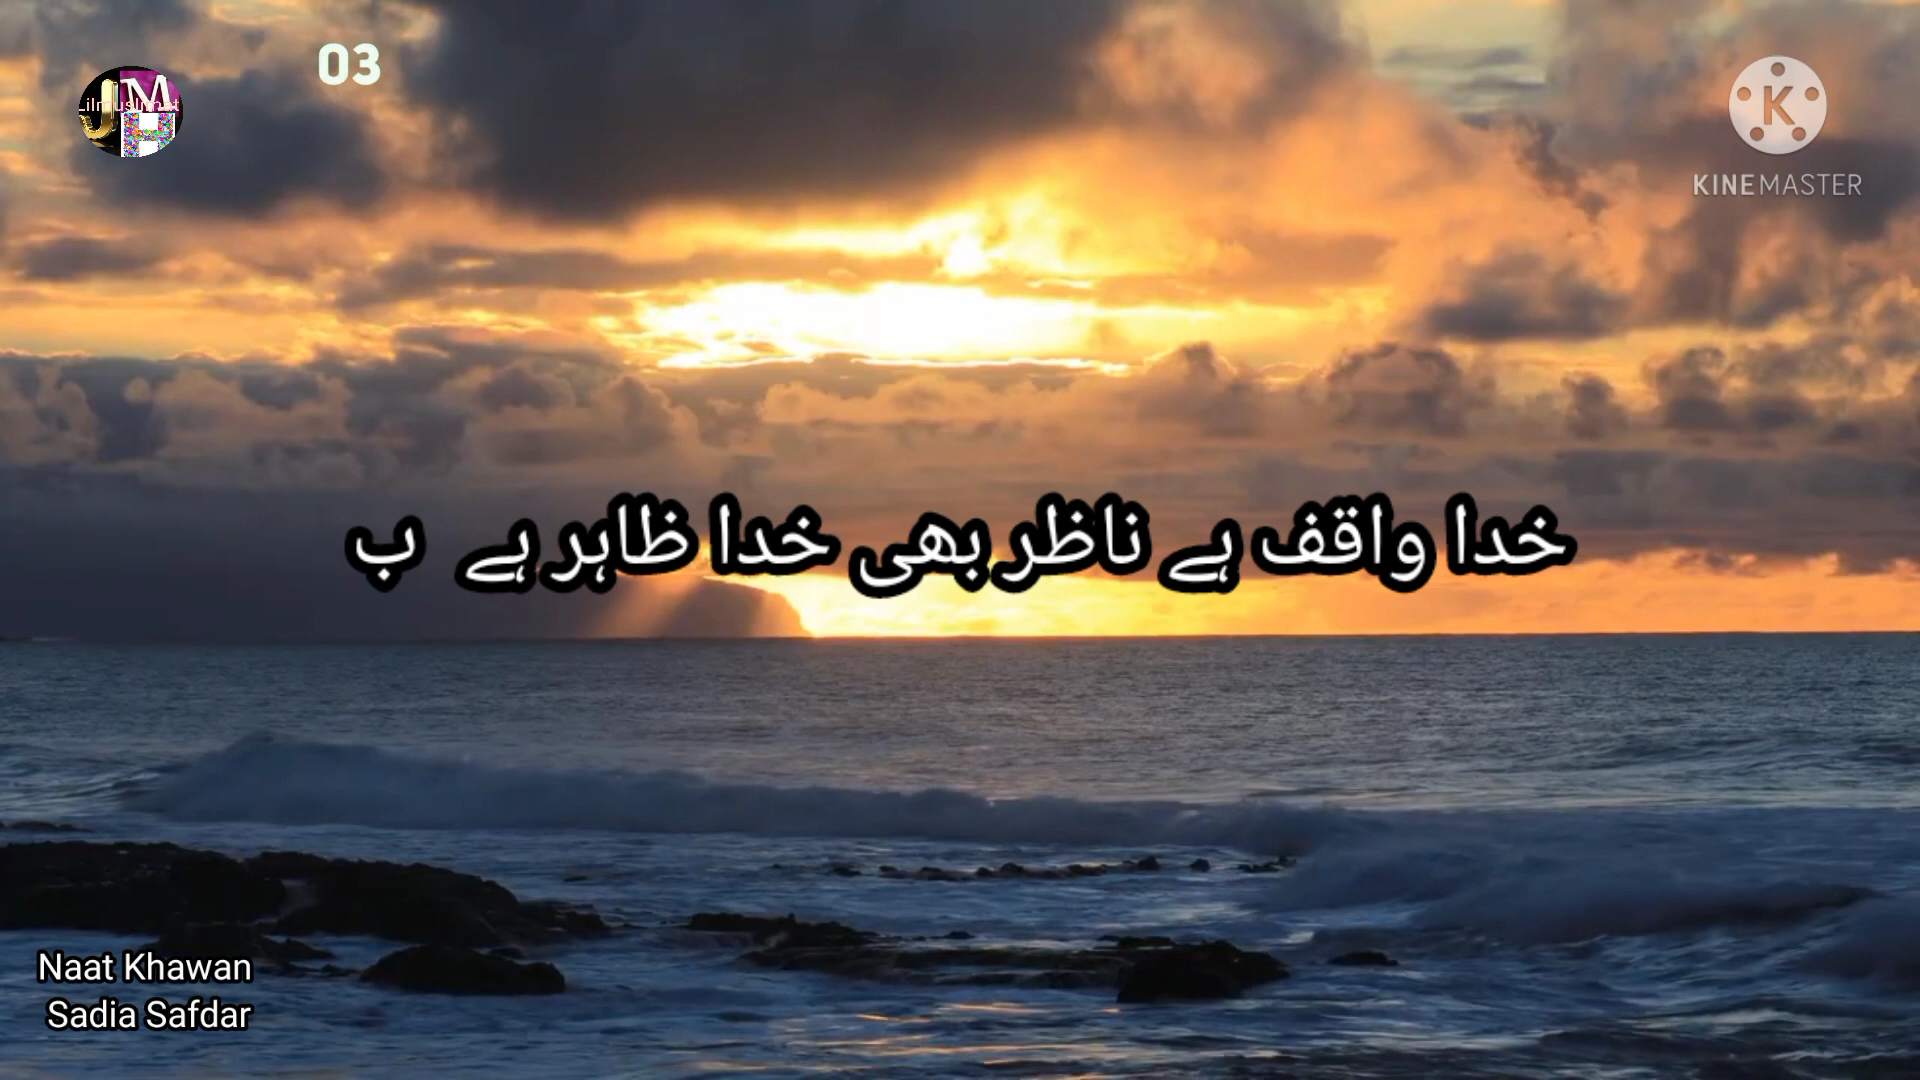 03
KINEMASTER
خدا واقف ہے ناظر بھی خدا ظاہر ہے ب
Naat Khawan
Sadia Safdar